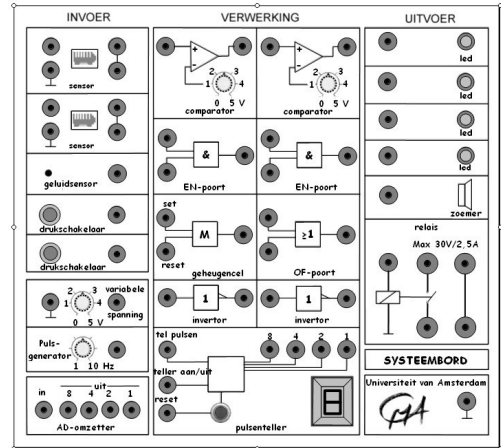 INVOER
VERWERKING
UITVOER
sensor
sensor
geluidsensor
drukschakelaar
drukschakelaar
variabele
spanning
2 3
1 4
0 5 V
Puls-
generator
1 10 Hz
in
uit
8 4 2 1
AD-omzetter
+
-
2 3
1 4
0 5 V
comparator
+
-
2 3
1 4
0 5 V
comparator
&
EN-poort
&
EN-poort
set
M
reset
geheugencel
≥1
OF-poort
1
invertor
1
invertor
tel pulsen
8 4 2 1
teller aan/uit
reset
pulsenteller
8
led
led
led
led
zoemer
relais
Max 30V/2,5A
SYSTEEMBORD
Universiteit van Amsterdam
CMA